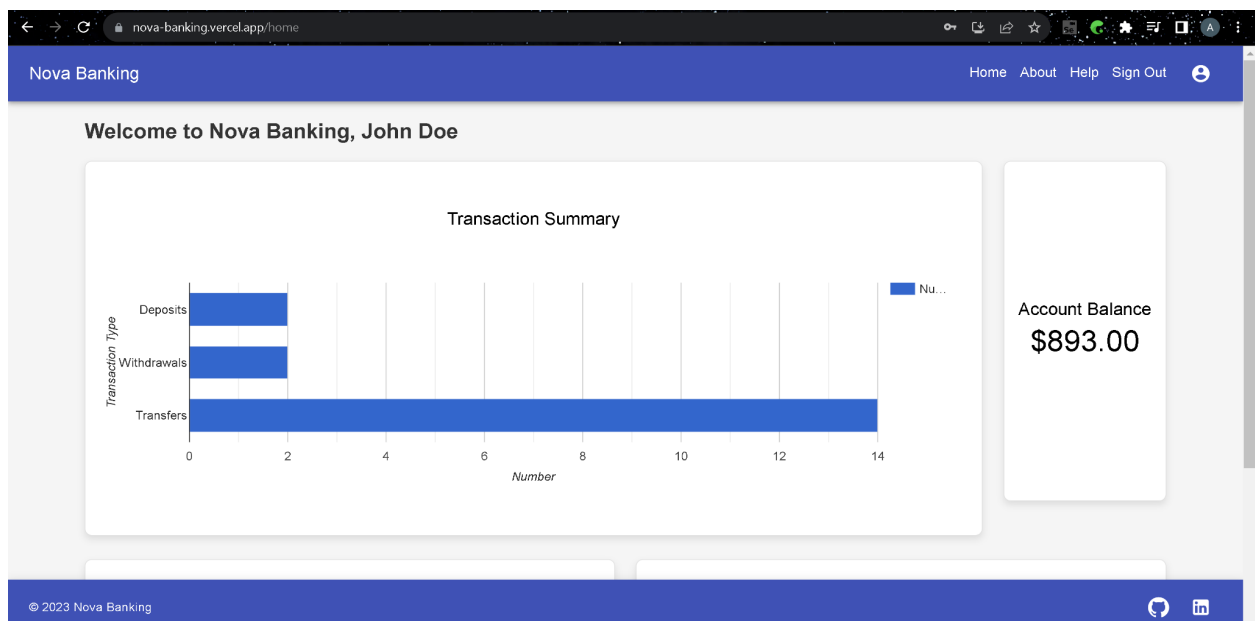 nova-banking.vercel.app/home
A
Nova Banking
Home About Help Sign Out
Welcome to Nova Banking, John Doe
Transaction Summary
Nu...
Transaction Type
Deposits
Withdrawals
Transfers
0 2 4 6 8 10 12 14
Number
Account Balance
$893.00
© 2023 Nova Banking
in